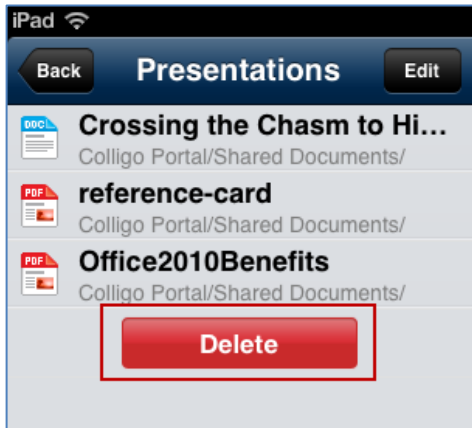 iPad
Back Presentations Edit
DOC Crossing the Chasm to Hi...
Colligo Portal/Shared Documents/
PDF reference-card
Colligo Portal/Shared Documents/
PDF Office2010Benefits
Colligo Portal/Shared Documents/
Delete